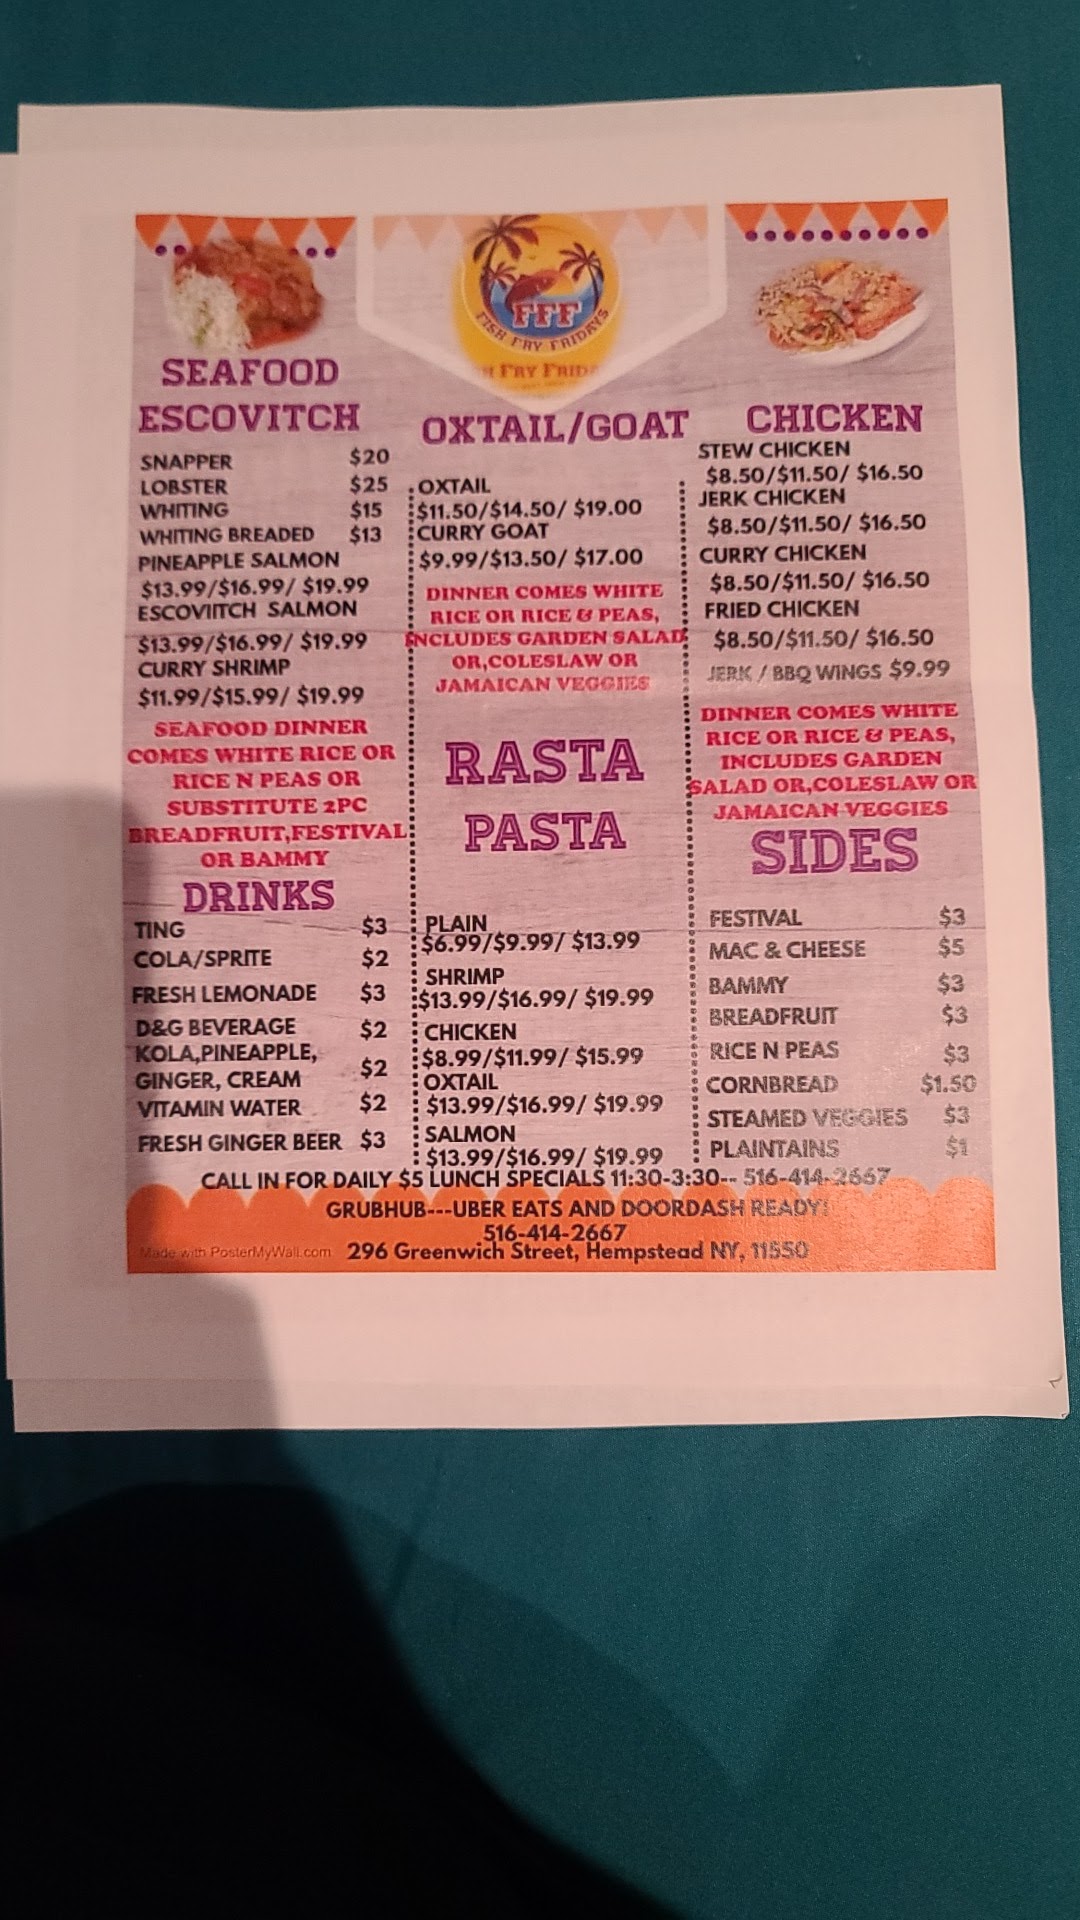 FFF
FISH FRY FRIDAYS
FRY FRID
SEAFOOD
ESCOVITCH
SNAPPER $20
LOBSTER $25
WHITING $15
WHITING BREADED $13
PINEAPPLE SALMON
$13.99/$16.99/ $19.99
ESCOVIITCH SALMON
$13.99/$16.99/ $19.99
CURRY SHRIMP
$11.99/$15.99/ $19.99
SEAFOOD DINNER
COMES WHITE RICE OR
RICE N PEAS OR
SUBSTITUTE 2PC
BREADFRUIT,FESTIVAL
OR BAMMY
DRINKS
TING $3
COLA/SPRITE $2
FRESH LEMONADE $3
D&G BEVERAGE $2
KOLA,PINEAPPLE,
GINGER, CREAM $2
VITAMIN WATER $2
FRESH GINGER BEER $3
OXTAIL/GOAT
OXTAIL
$11.50/$14.50/ $19.00
CURRY GOAT
$9.99/$13.50/ $17.00
DINNER COMES WHITE
RICE OR RICE & PEAS,
INCLUDES GARDEN SALAD
OR,COLESLAW OR
JAMAICAN VEGGIES
RASTA
PASTA
PLAIN
$6.99/$9.99/ $13.99
SHRIMP
$13.99/$16.99/ $19.99
CHICKEN
$8.99/$11.99/ $15.99
OXTAIL
$13.99/$16.99/ $19.99
SALMON
$13.99/$16.99/ $19.99
CHICKEN
STEW CHICKEN
$8.50/$11.50/ $16.50
JERK CHICKEN
$8.50/$11.50/ $16.50
CURRY CHICKEN
$8.50/$11.50/ $16.50
FRIED CHICKEN
$8.50/$11.50/ $16.50
JERK / BBQ WINGS $9.99
DINNER COMES WHITE
RICE OR RICE & PEAS,
INCLUDES GARDEN
SALAD OR,COLESLAW OR
JAMAICAN VEGGIES
SIDES
FESTIVAL $3
MAC & CHEESE $5
BAMMY $3
BREADFRUIT $3
RICE N PEAS $3
CORNBREAD $1.50
STEAMED VEGGIES $3
PLAINTAINS $1
CALL IN FOR DAILY $5 LUNCH SPECIALS 11:30-3:30-- 516-414-2667
GRUBHUB---UBER EATS AND DOORDASH READY!
516-414-2667
Made with PosterMyWall.com 296 Greenwich Street, Hempstead NY, 11550